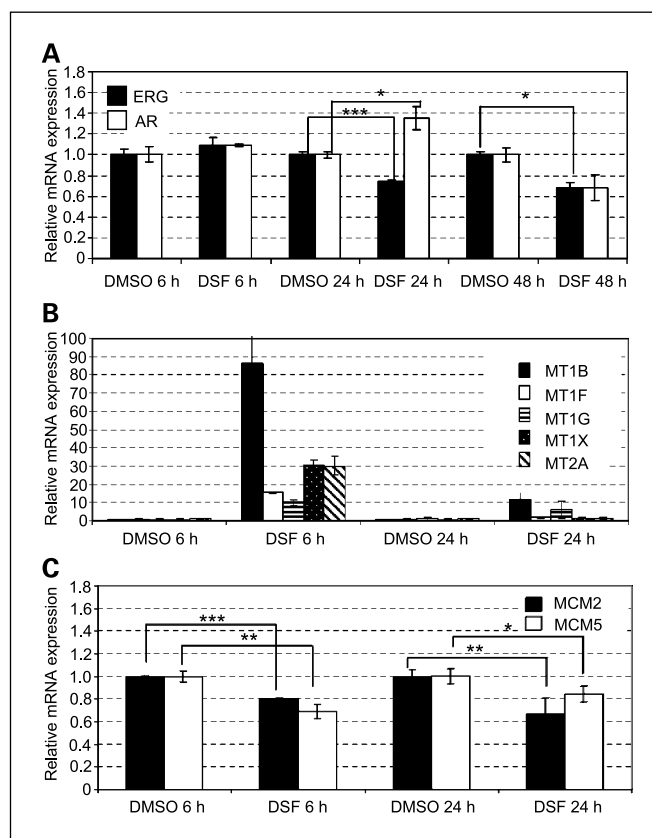 A
Relative mRNA expression
1.8
1.6
1.4
1.2
1.0
0.8
0.6
0.4
0.2
0
ERG
AR
***
*
*
DMSO 6 h DSF 6 h DMSO 24 h DSF 24 h DMSO 48 h DSF 48 h
B
Relative mRNA expression
100
90
80
70
60
50
40
30
20
10
0
MT1B
MT1F
MT1G
MT1X
MT2A
DMSO 6 h DSF 6 h DMSO 24 h DSF 24 h
C
Relative mRNA expression
1.8
1.6
1.4
1.2
1.0
0.8
0.6
0.4
0.2
0
MCM2
MCM5
***
**
*
**
DMSO 6 h DSF 6 h DMSO 24 h DSF 24 h